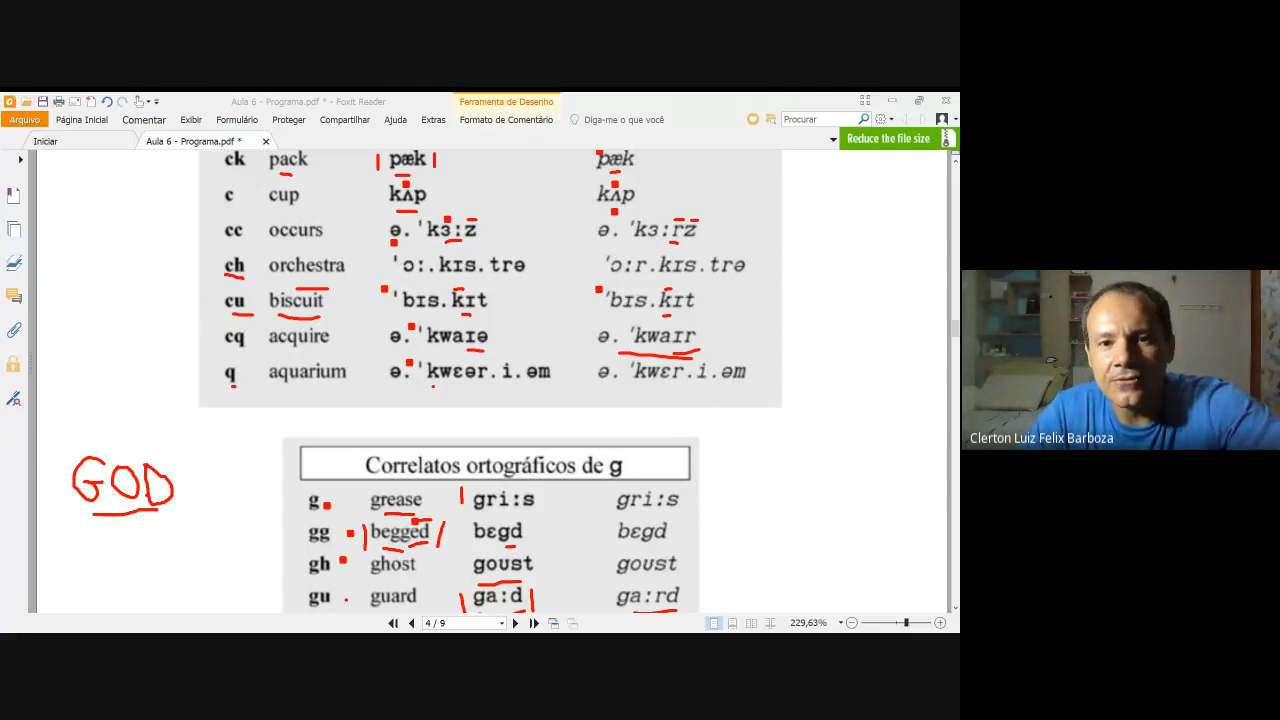 Aula 6 - Programa.pdf * - Foxit Reader
Ferramenta de Desenho
Arquivo Página Inicial Comentar Exibir Formulário Proteger Compartilhar Ajuda Extras Formato de Comentário Diga-me o que você Procurar
Iniciar Aula 6 - Programa.pdf * Reduce the file size
ck pack pæk pæk
c cup kʌp kʌp
cc occurs ə.ˈkɜːz ə.ˈkɜːrz
ch orchestra ˈɔː.kɪs.trə ˈɔːr.kɪs.trə
cu biscuit ˈbɪs.kɪt ˈbɪs.kɪt
cq acquire ə.ˈkwaɪə ə.ˈkwaɪr
q aquarium ə.ˈkwɛər.i.əm ə.ˈkwɛr.i.əm
GOD
Correlatos ortográficos de g
g grease griːs griːs
gg begged bɛgd bɛgd
gh ghost goʊst goʊst
gu guard gaːd gaːrd
4 / 9
229,63%
Clerton Luiz Felix Barboza